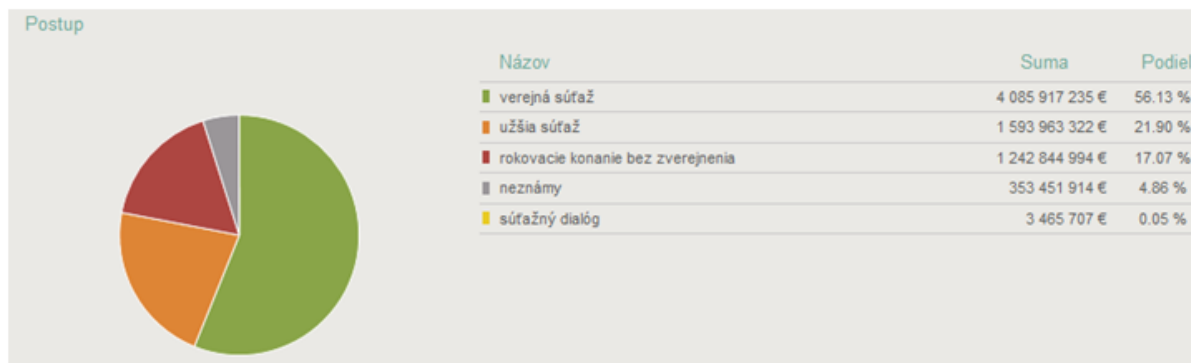 Postup
Názov Suma Podiel
verejná súťaž 4 085 917 235 € 56.13 %
užšia súťaž 1 593 963 322 € 21.90 %
rokovacie konanie bez zverejnenia 1 242 844 994 € 17.07 %
neznámy 353 451 914 € 4.86 %
súťažný dialóg 3 465 707 € 0.05 %